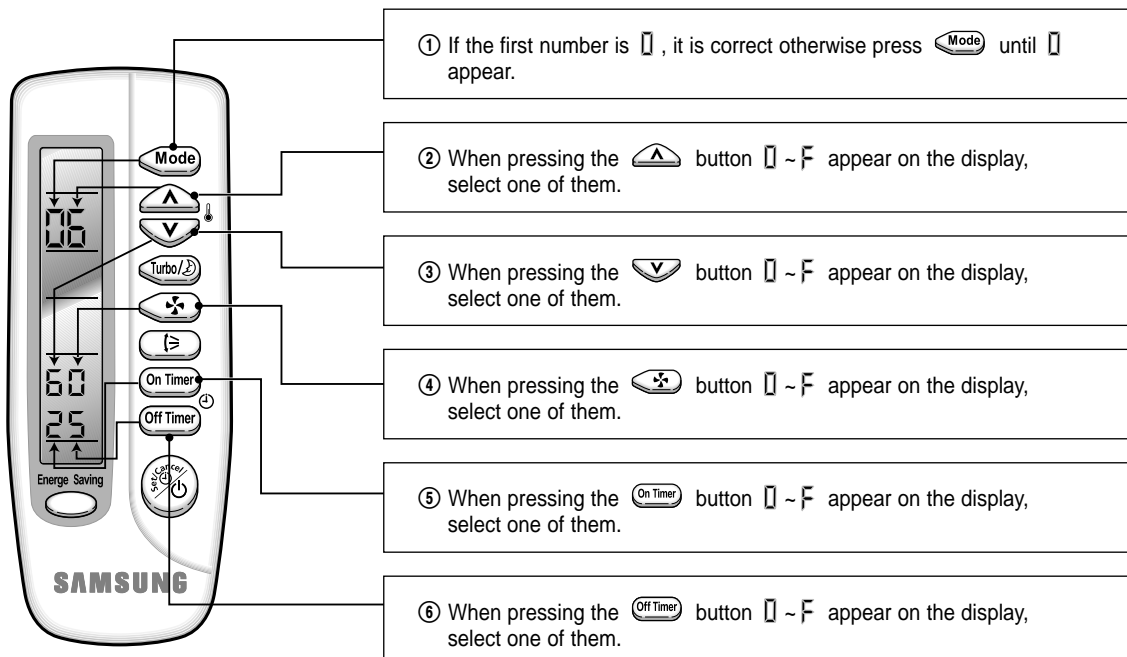 ① If the first number is 0 , it is correct otherwise press Mode until 0
appear.
② When pressing the ∧ button 0 ~ F appear on the display,
select one of them.
③ When pressing the ∨ button 0 ~ F appear on the display,
select one of them.
④ When pressing the button 0 ~ F appear on the display,
select one of them.
⑤ When pressing the On Timer button 0 ~ F appear on the display,
select one of them.
⑥ When pressing the Off Timer button 0 ~ F appear on the display,
select one of them.
Mode
06
Turbo/
60
On Timer
25
Off Timer
Energe Saving
Set/Cancel/
SAMSUNG